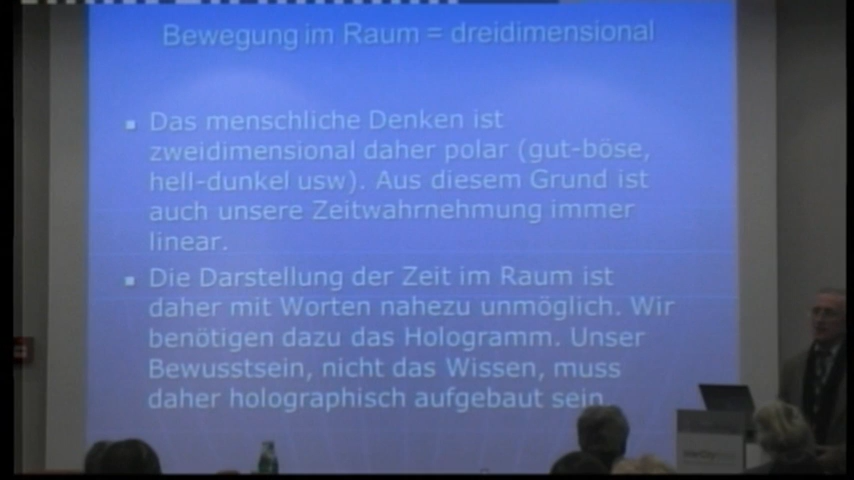 Bewegung im Raum = dreidimensional
Das menschliche Denken ist
zweidimensional daher polar (gut-böse,
hell-dunkel usw). Aus diesem Grund ist
auch unsere Zeitwahrnehmung immer
linear.
Die Darstellung der Zeit im Raum ist
daher mit Worten nahezu unmöglich. Wir
benötigen dazu das Hologramm. Unser
Bewusstsein, nicht das Wissen, muss
daher holographisch aufgebaut sein.